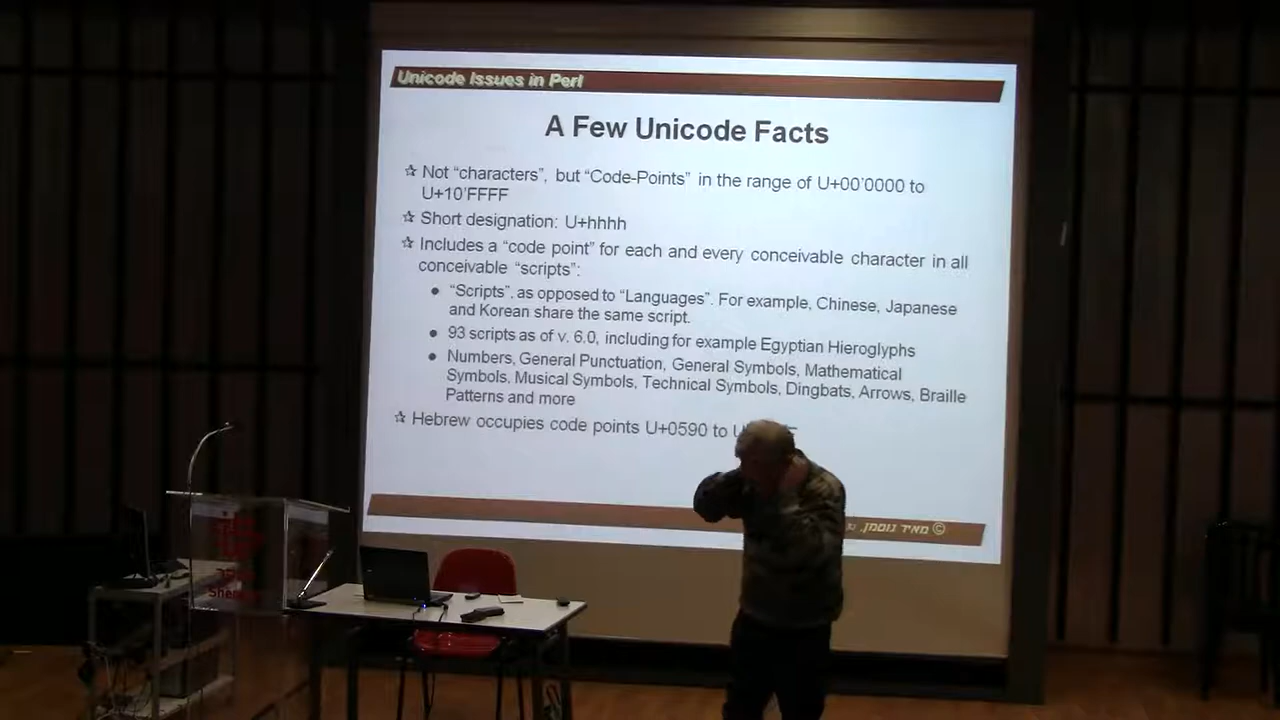 Unicode Issues in Perl
A Few Unicode Facts
Not “characters”, but “Code-Points” in the range of U+00’0000 to
U+10’FFFF
Short designation: U+hhhh
Includes a “code point” for each and every conceivable character in all
conceivable “scripts”:
“Scripts”, as opposed to “Languages”. For example, Chinese, Japanese
and Korean share the same script.
93 scripts as of v. 6.0, including for example Egyptian Hieroglyphs
Numbers, General Punctuation, General Symbols, Mathematical
Symbols, Musical Symbols, Technical Symbols, Dingbats, Arrows, Braille
Patterns and more
Hebrew occupies code points U+0590 to
© מאיר גוטמן.